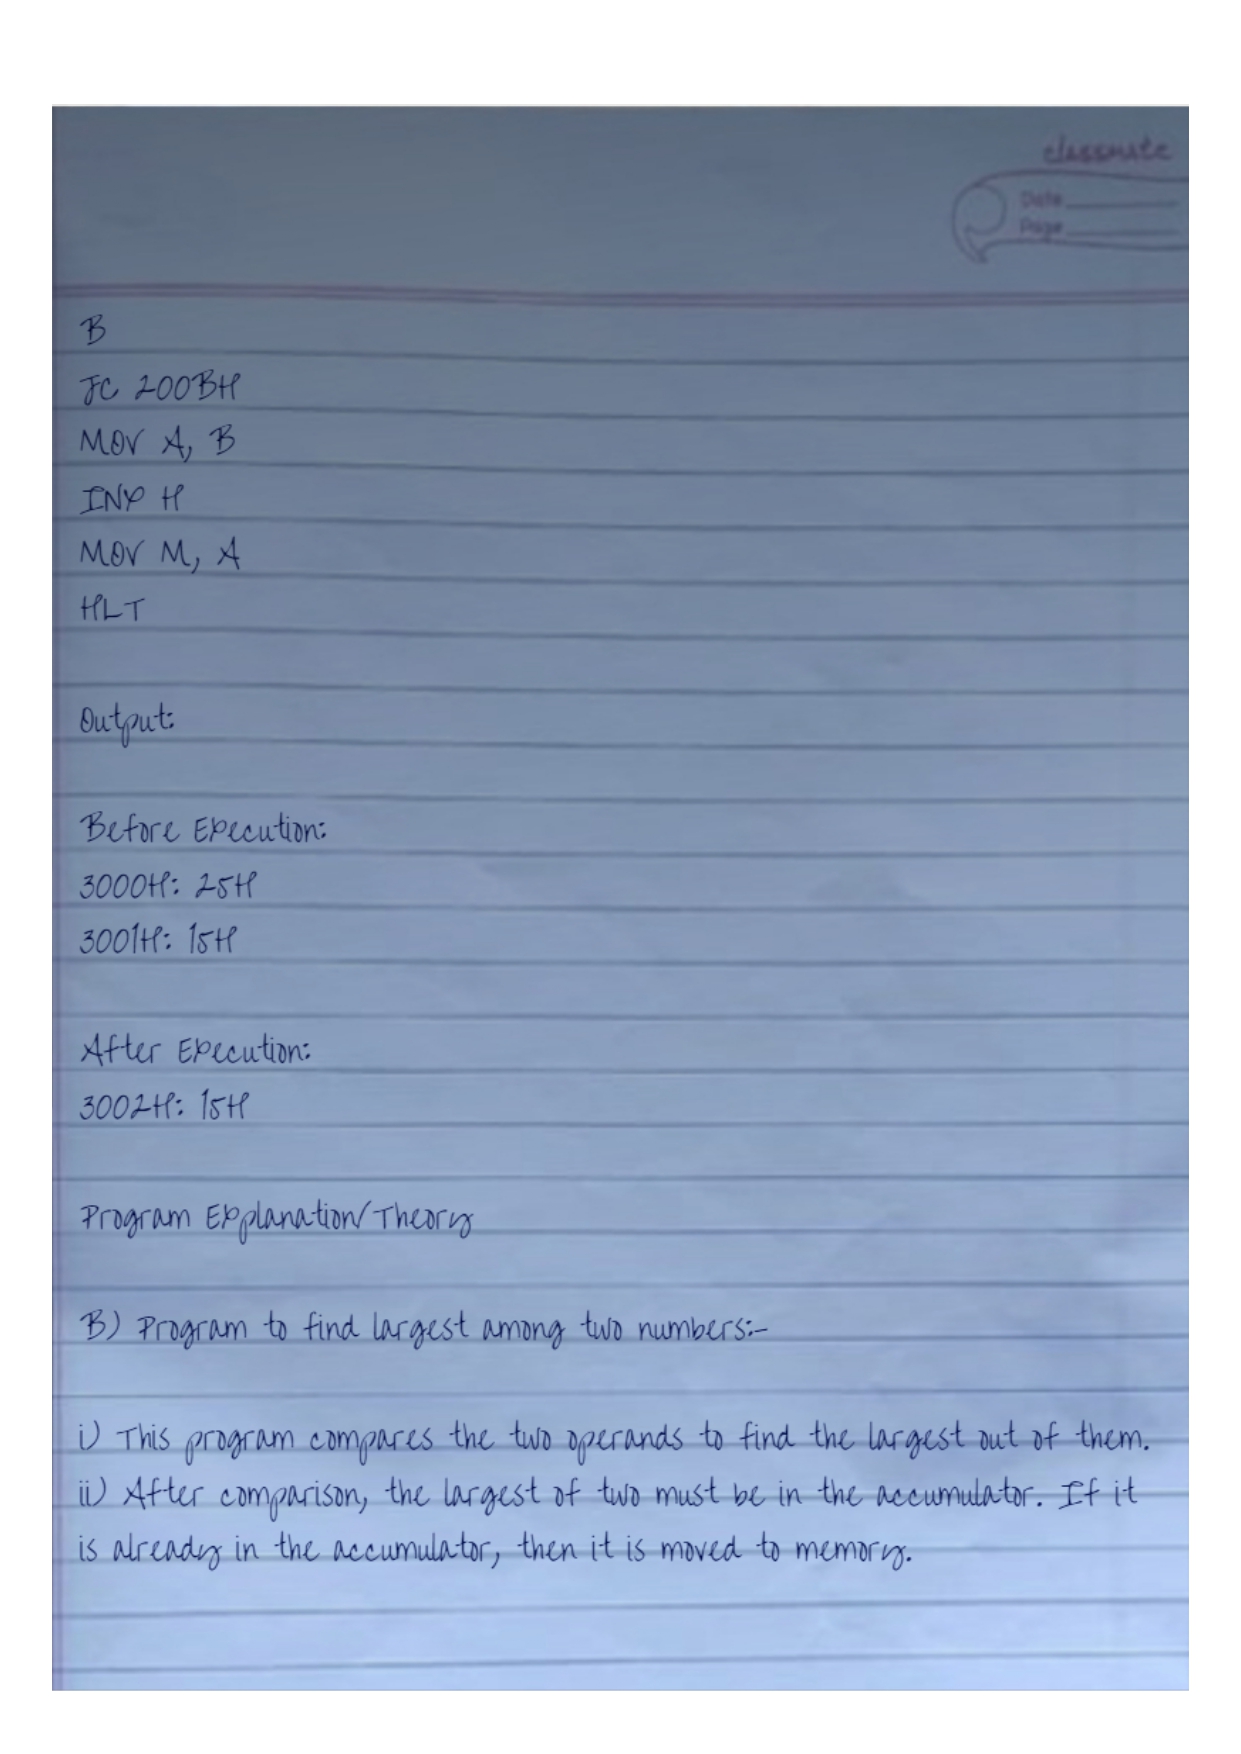 classmate
Date
Page
B
JC 200BH
MOV A, B
INX H
MOV M, A
HLT
Output:
Before Execution:
3000H: 25H
3001H: 15H
After Execution:
3002H: 15H
Program Explanation/Theory
B) Program to find largest among two numbers:-
i) This program compares the two operands to find the largest out of them.
ii) After comparison, the largest of two must be in the accumulator. If it
is already in the accumulator, then it is moved to memory.